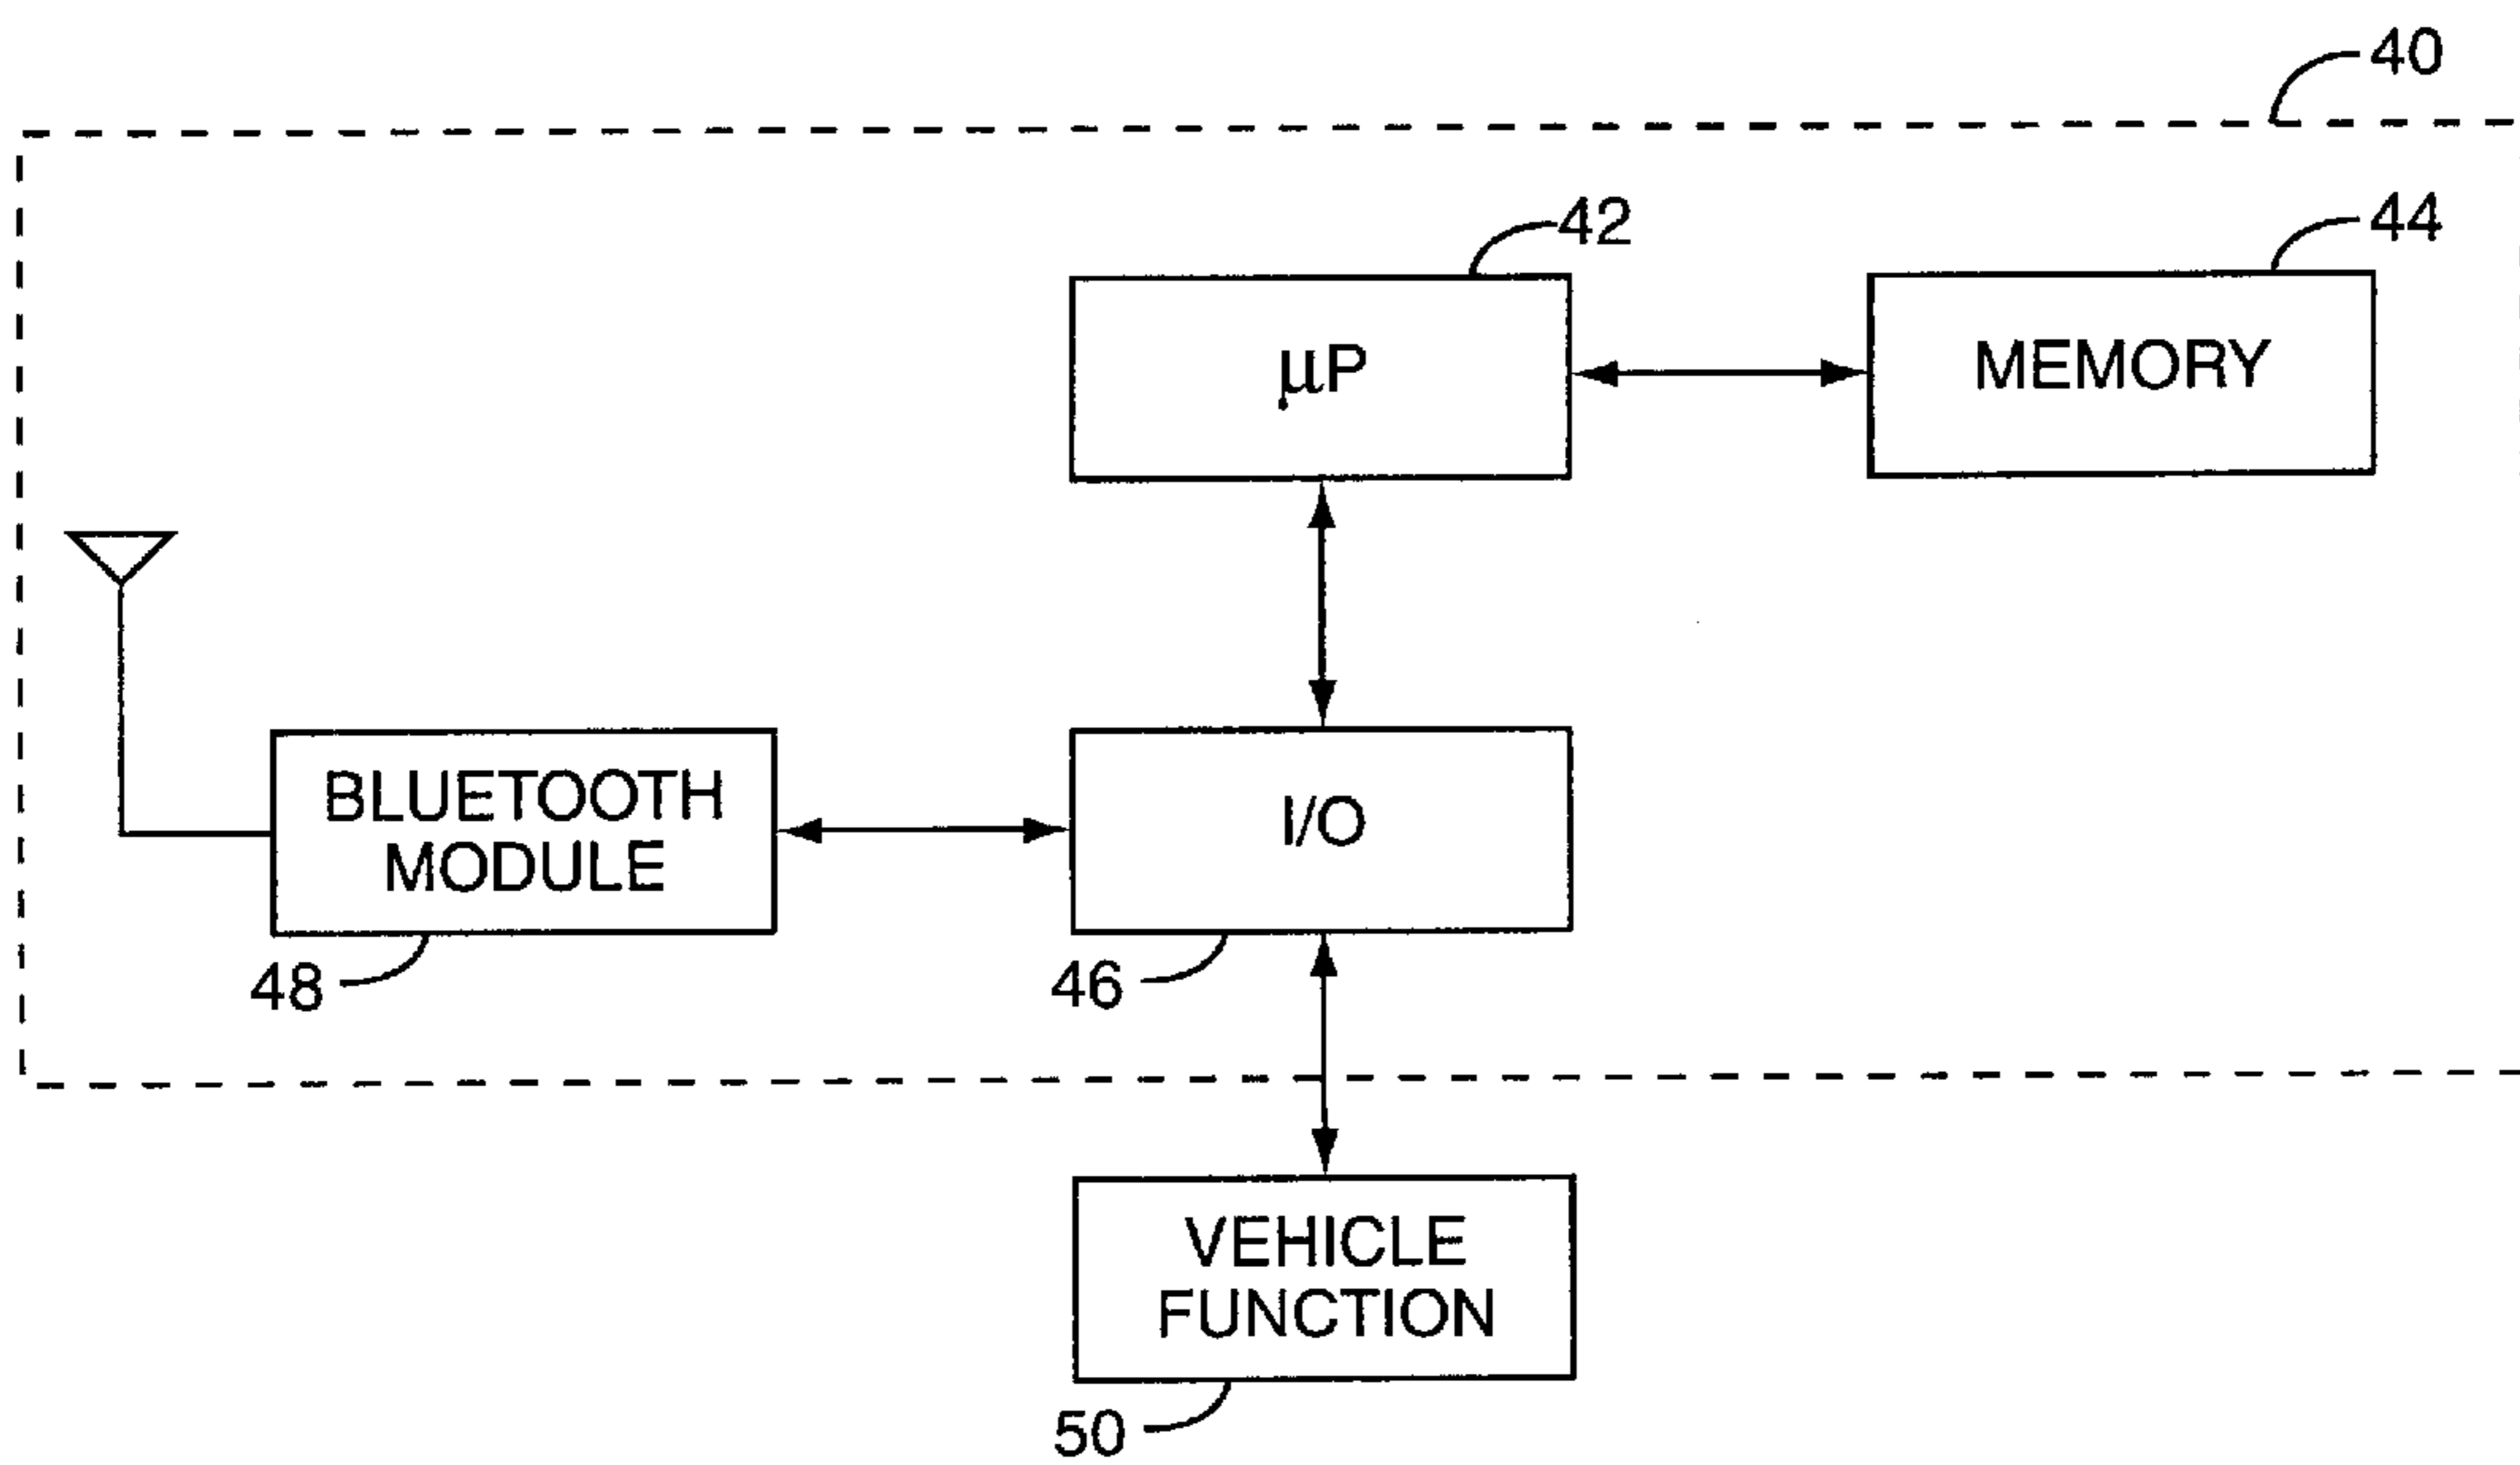 40
42
44
µP
MEMORY
BLUETOOTH
MODULE
I/O
48
46
VEHICLE
FUNCTION
50